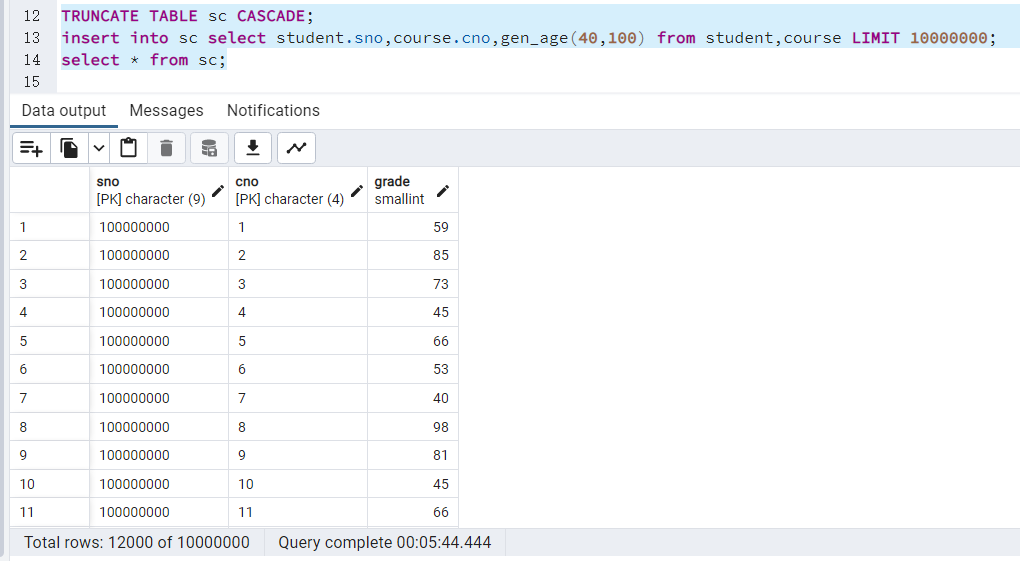 12 TRUNCATE TABLE sc CASCADE;
13 insert into sc select student.sno,course.cno,gen_age(40,100) from student,course LIMIT 10000000;
14 select * from sc;
15
Data output Messages Notifications
sno cno grade
[PK] character (9) [PK] character (4) smallint
1 100000000 1 59
2 100000000 2 85
3 100000000 3 73
4 100000000 4 45
5 100000000 5 66
6 100000000 6 53
7 100000000 7 40
8 100000000 8 98
9 100000000 9 81
10 100000000 10 45
11 100000000 11 66
Total rows: 12000 of 10000000 Query complete 00:05:44.444